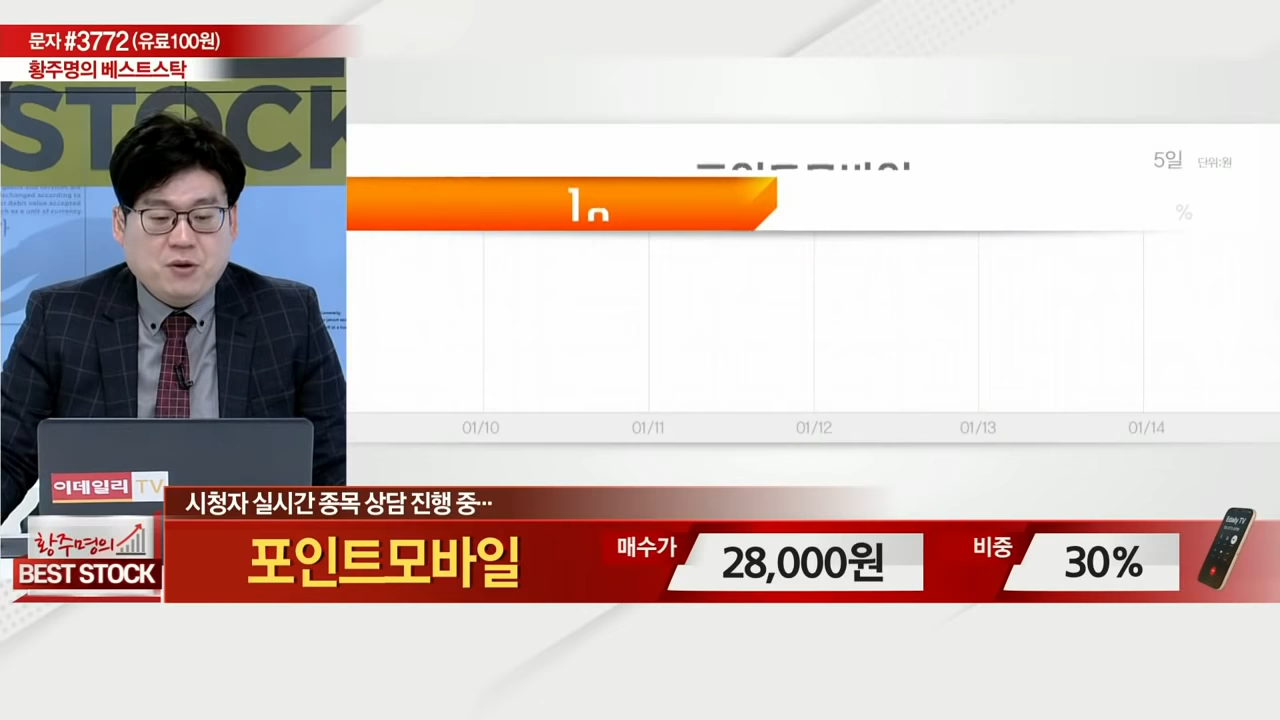 문자 #3772 (유료100원)
황주명의 베스트스탁
STOCK
5일 단위:원
%
01/10 01/11 01/12 01/13 01/14
이데일리 TV
시청자 실시간 종목 상담 진행 중...
황주명의
BEST STOCK
포인트모바일
매수가 28,000원
비중 30%